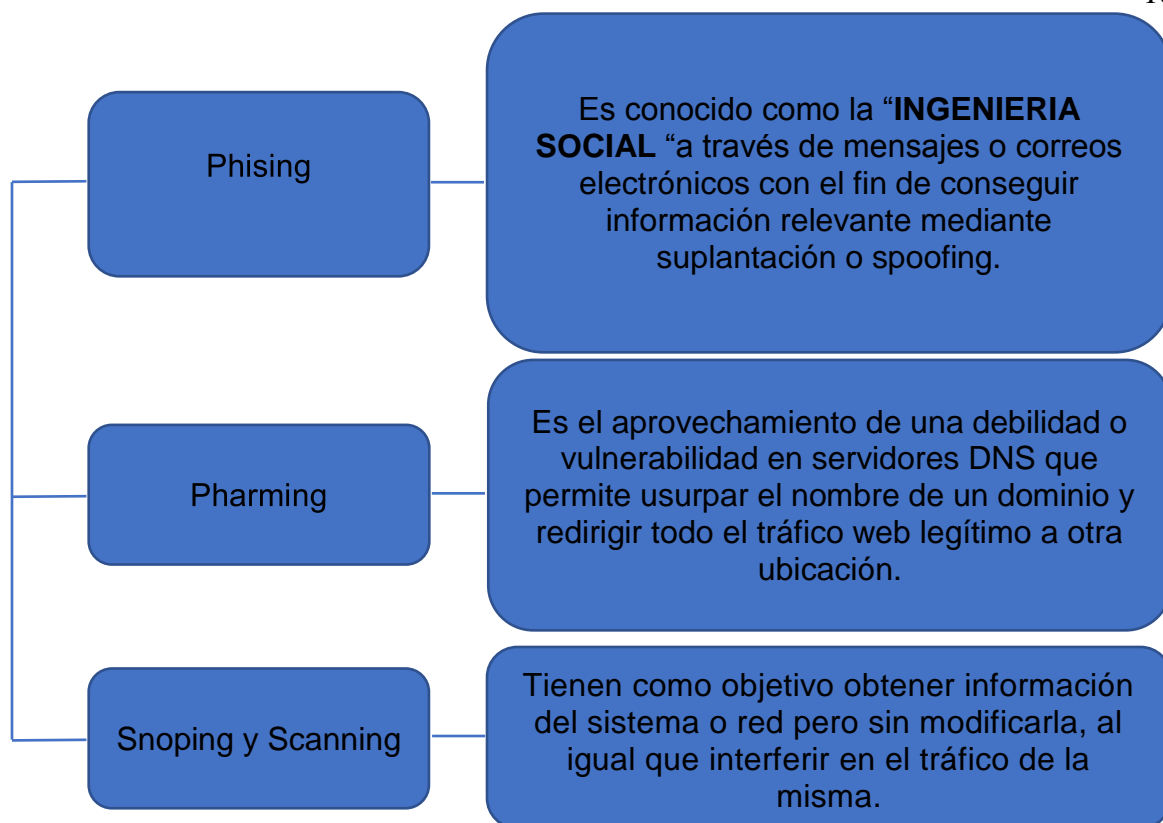 Phising
Es conocido como la “INGENIERIA
SOCIAL “a través de mensajes o correos
electrónicos con el fin de conseguir
información relevante mediante
suplantación o spoofing.
Pharming
Es el aprovechamiento de una debilidad o
vulnerabilidad en servidores DNS que
permite usurpar el nombre de un dominio y
redirigir todo el tráfico web legítimo a otra
ubicación.
Snoping y Scanning
Tienen como objetivo obtener información
del sistema o red pero sin modificarla, al
igual que interferir en el tráfico de la
misma.